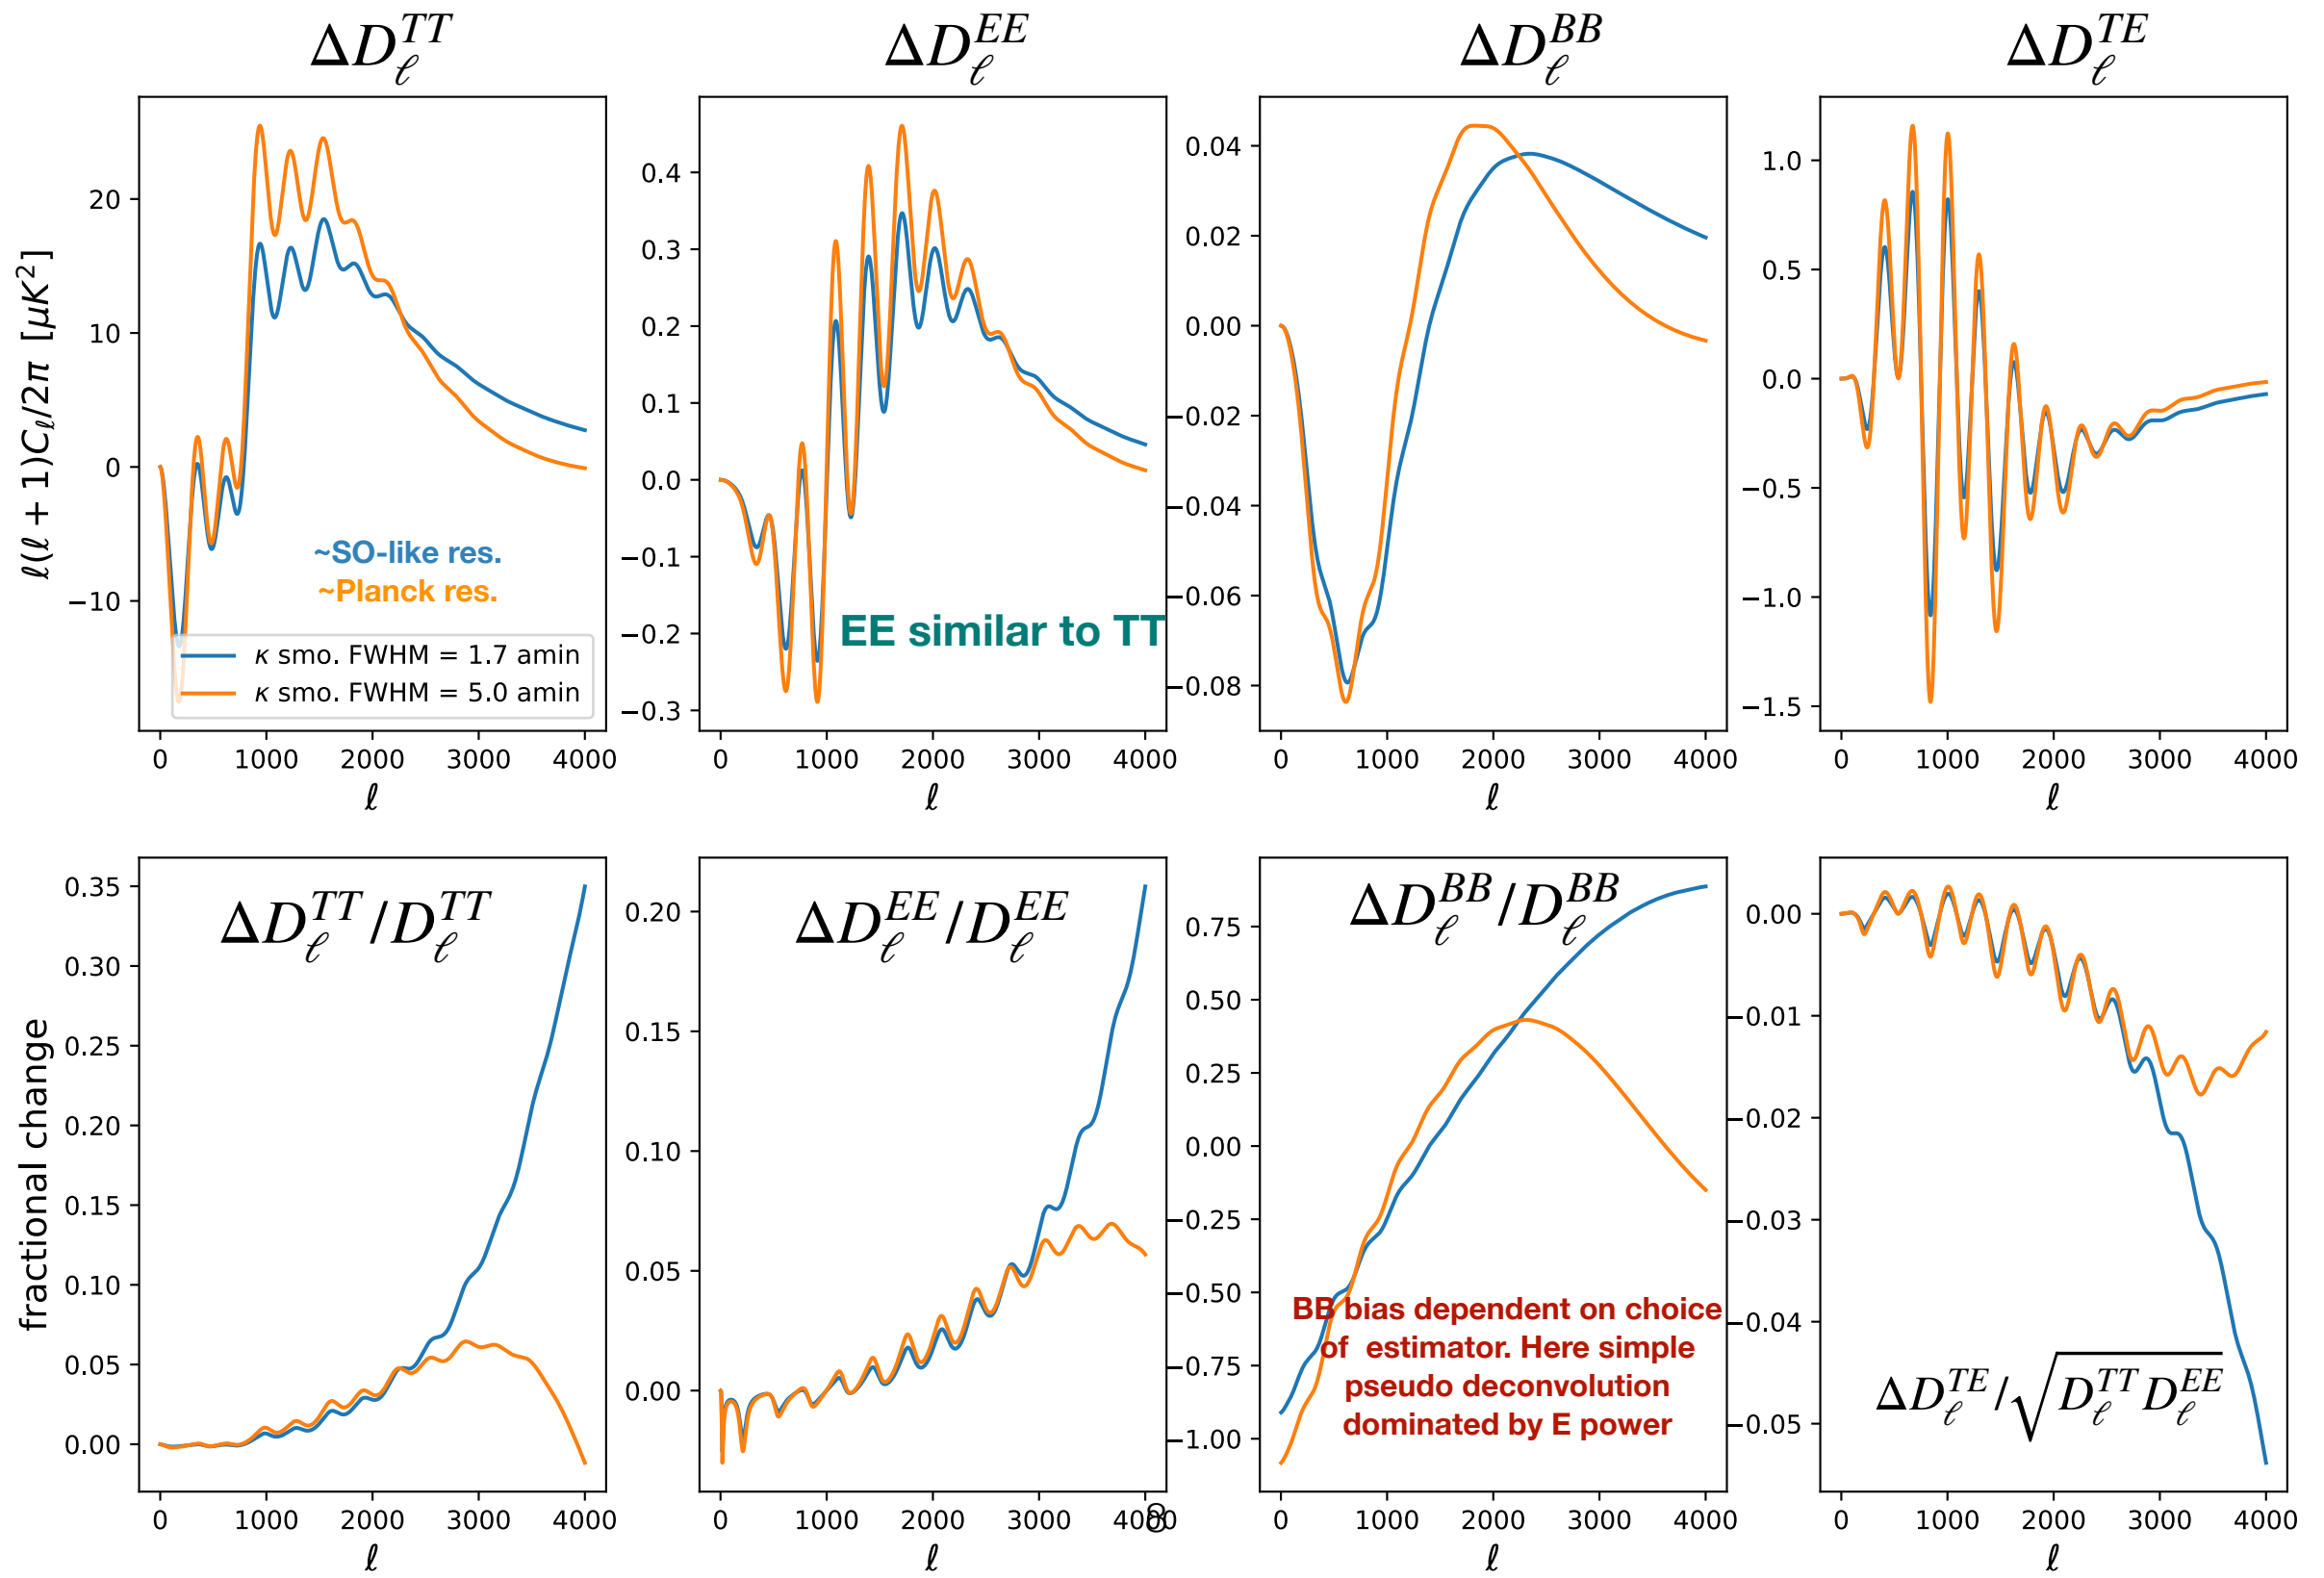 ΔD_ℓ^{TT}
ΔD_ℓ^{EE}
ΔD_ℓ^{BB}
ΔD_ℓ^{TE}
ℓ(ℓ + 1)C_ℓ/2π [μK²]
20
10
0
−10
~SO-like res.
~Planck res.
κ smo. FWHM = 1.7 amin
κ smo. FWHM = 5.0 amin
0 1000 2000 3000 4000
ℓ
0.4
0.3
0.2
0.1
0.0
−0.1
−0.2
−0.3
EE similar to TT
0 1000 2000 3000 4000
ℓ
0.04
0.02
0.00
−0.02
−0.04
−0.06
−0.08
0 1000 2000 3000 4000
ℓ
1.0
0.5
0.0
−0.5
−1.0
−1.5
0 1000 2000 3000 4000
ℓ
fractional change
ΔD_ℓ^{TT}/D_ℓ^{TT}
0.35
0.30
0.25
0.20
0.15
0.10
0.05
0.00
0 1000 2000 3000 4000
ℓ
ΔD_ℓ^{EE}/D_ℓ^{EE}
0.20
0.15
0.10
0.05
0.00
0 1000 2000 3000 4000
ℓ
8
ΔD_ℓ^{BB}/D_ℓ^{BB}
0.75
0.50
0.25
0.00
−0.25
−0.50
−0.75
−1.00
BB bias dependent on choice
of estimator. Here simple
pseudo deconvolution
dominated by E power
0 1000 2000 3000 4000
ℓ
0.00
−0.01
−0.02
−0.03
−0.04
−0.05
ΔD_ℓ^{TE}/√(D_ℓ^{TT} D_ℓ^{EE})
0 1000 2000 3000 4000
ℓ